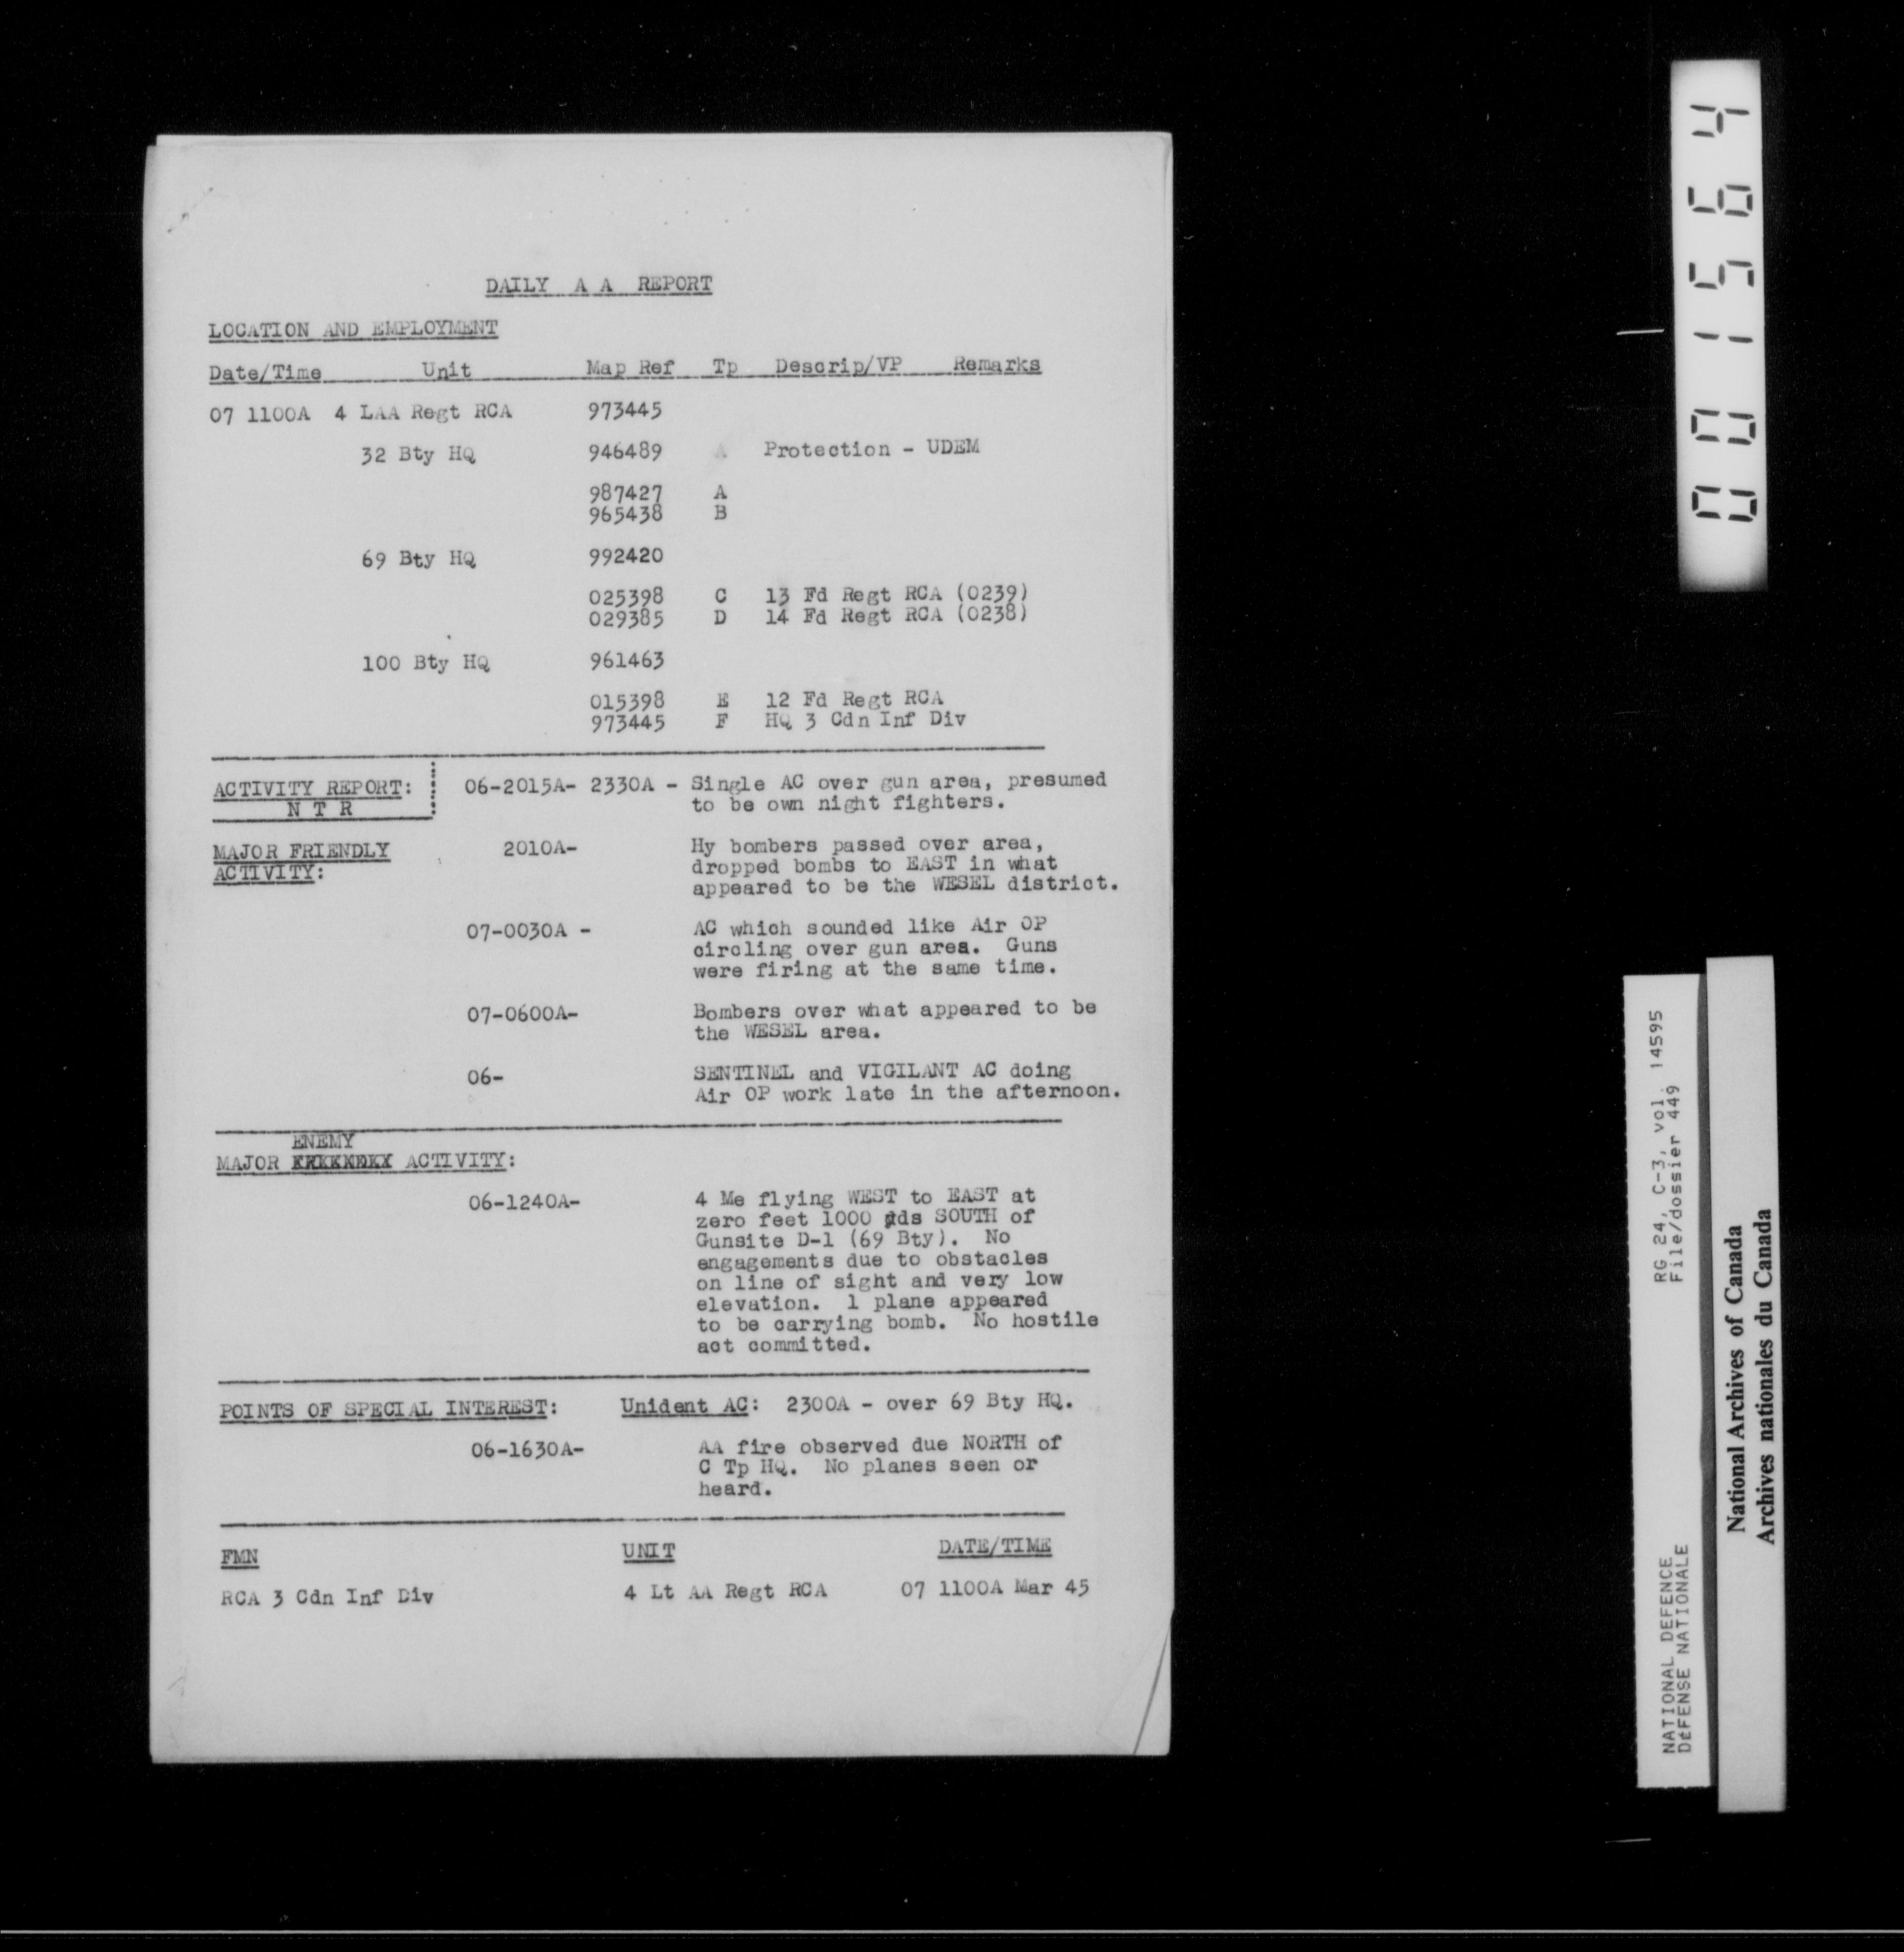 DAILY A A REPORT
LOCATION AND EMPLOYMENT
Date/Time Unit Map Ref Tp Descrip/VP Remarks
07 1100A 4 LAA Regt RCA 973445
32 Bty HQ 946489 A Protection - UDEM
987427 A
965438 B
69 Bty HQ 992420
025398 C 13 Fd Regt RCA (0239)
029385 D 14 Fd Regt RCA (0238)
100 Bty HQ 961463
015398 E 12 Fd Regt RCA
973445 F HQ 3 Cdn Inf Div
ACTIVITY REPORT: 06-2015A- 2330A - Single AC over gun area, presumed
N T R to be own night fighters.
MAJOR FRIENDLY 2010A- Hy bombers passed over area,
ACTIVITY: dropped bombs to EAST in what
appeared to be the WESEL district.
07-0030A - AC which sounded like Air OP
circling over gun area. Guns
were firing at the same time.
07-0600A- Bombers over what appeared to be
the WESEL area.
06- SENTINEL and VIGILANT AC doing
Air OP work late in the afternoon.
ENEMY
MAJOR ACTIVITY:
06-1240A- 4 Me flying WEST to EAST at
zero feet 1000 yds SOUTH of
Gunsite D-1 (69 Bty). No
engagements due to obstacles
on line of sight and very low
elevation. 1 plane appeared
to be carrying bomb. No hostile
act committed.
POINTS OF SPECIAL INTEREST: Unident AC: 2300A - over 69 Bty HQ.
06-1630A- AA fire observed due NORTH of
C Tp HQ. No planes seen or
heard.
FMN UNIT DATE/TIME
RCA 3 Cdn Inf Div 4 Lt AA Regt RCA 07 1100A Mar 45
001564
RG 24, C-3, vol. 14595
File/dossier 449
NATIONAL DEFENCE
DÉFENSE NATIONALE
National Archives of Canada
Archives nationales du Canada